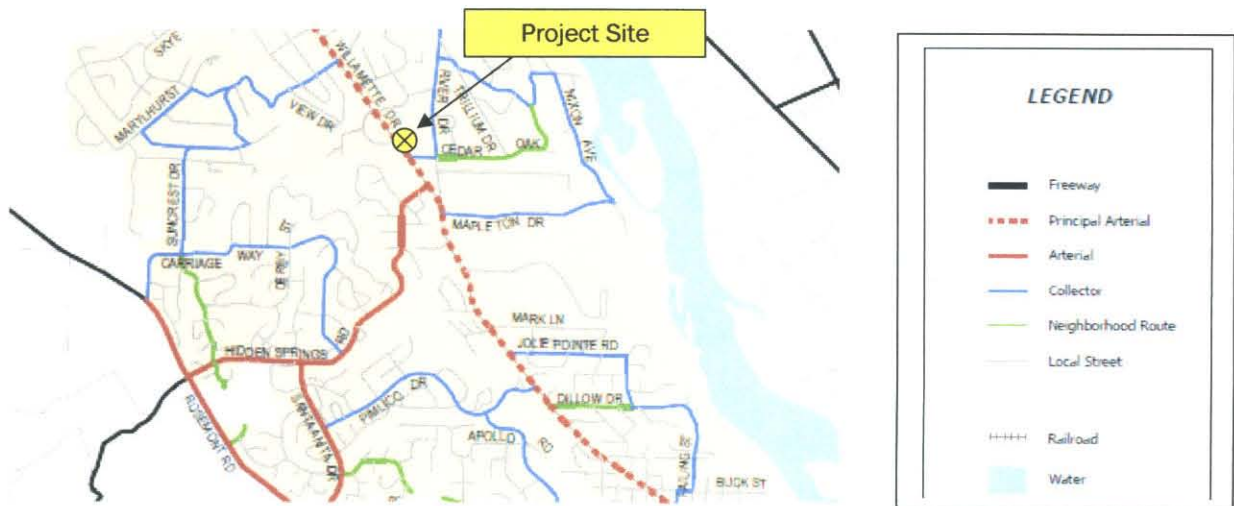 Project Site
SKYE
WILLAMETTE DR
RIVER DR
TRILLIUM DR
NIXON AVE
MARYLHURST
VIEW DR
CEDAR OAK
SUNCREST DR
MAPLETON DR
CARRIAGE WAY
DERBY ST
MARK LN
JOLIE POINTE RD
HIDDEN SPRINGS RD
PIMLICO DR
DILLOW DR
ROSEMONT RD
SANTA ANITA DR
APOLLO RD
BUCK ST
LEGEND
Freeway
Principal Arterial
Arterial
Collector
Neighborhood Route
Local Street
Railroad
Water